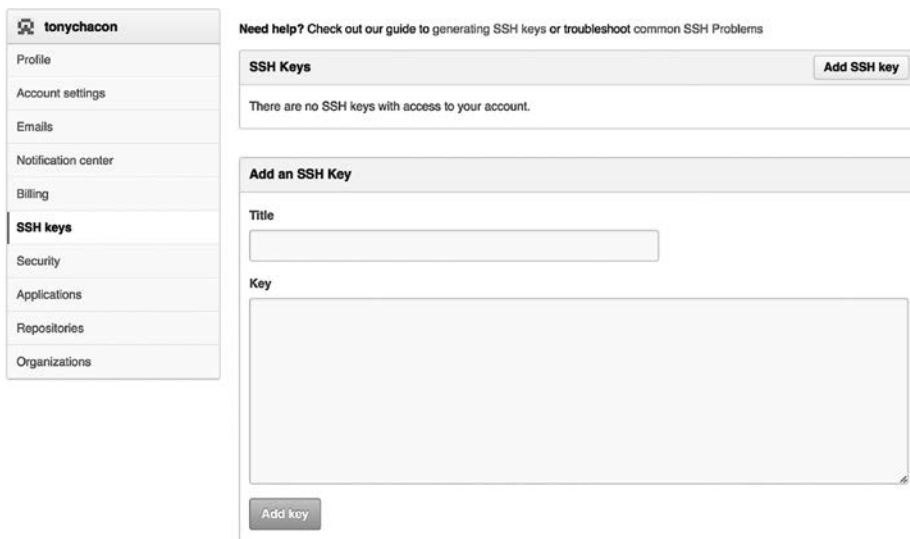 tonychacon
Profile
Account settings
Emails
Notification center
Billing
SSH keys
Security
Applications
Repositories
Organizations
Need help? Check out our guide to generating SSH keys or troubleshoot common SSH Problems
SSH Keys
Add SSH key
There are no SSH keys with access to your account.
Add an SSH Key
Title
Key
Add key